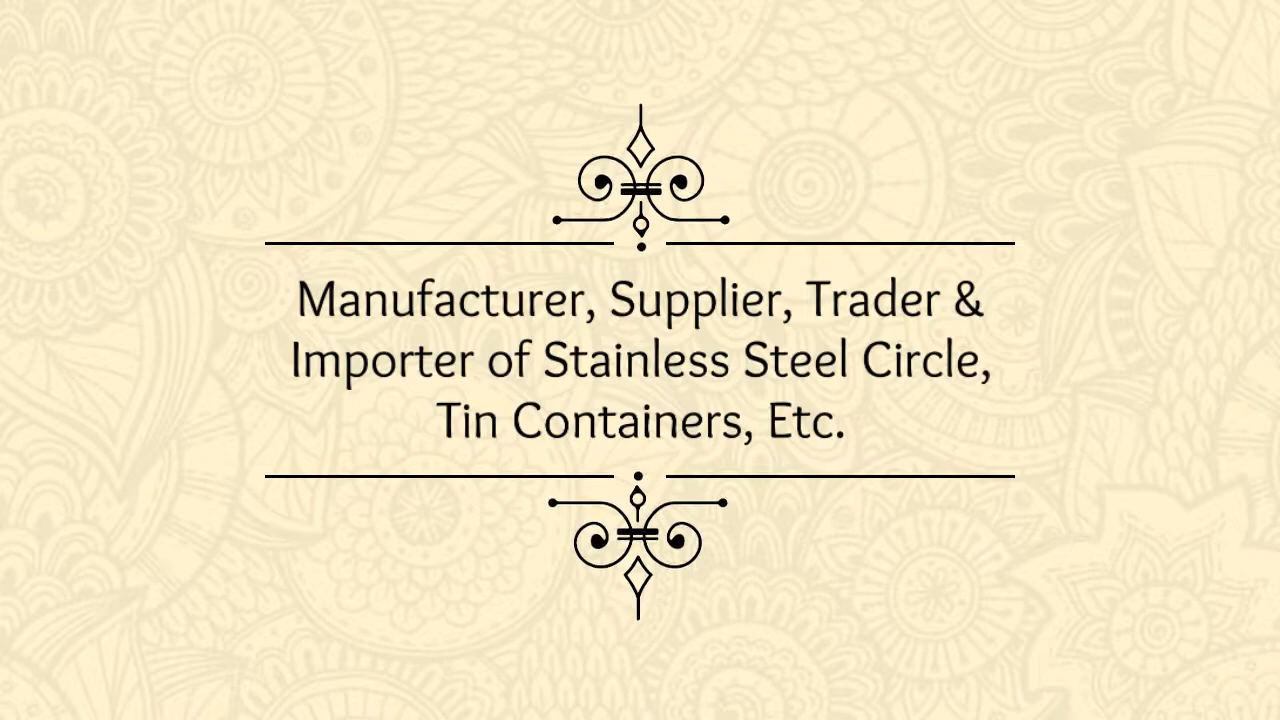 Manufacturer, Supplier, Trader &
Importer of Stainless Steel Circle,
Tin Containers, Etc.